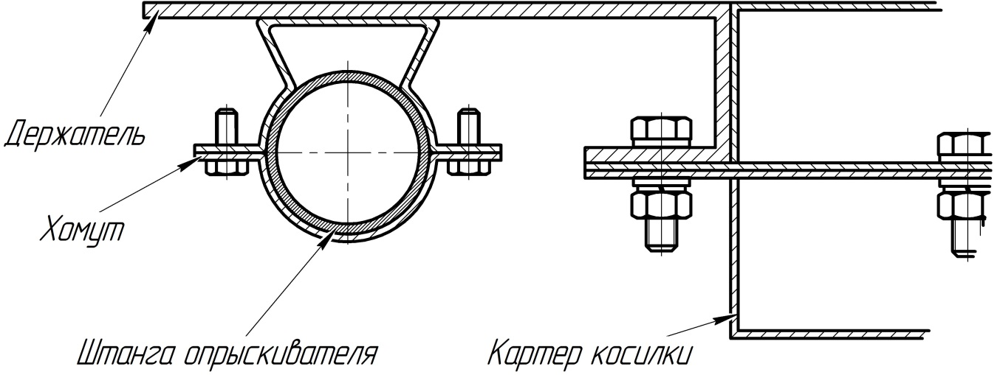 Держатель
Хомут
Штанга опрыскивателя
Картер косилки